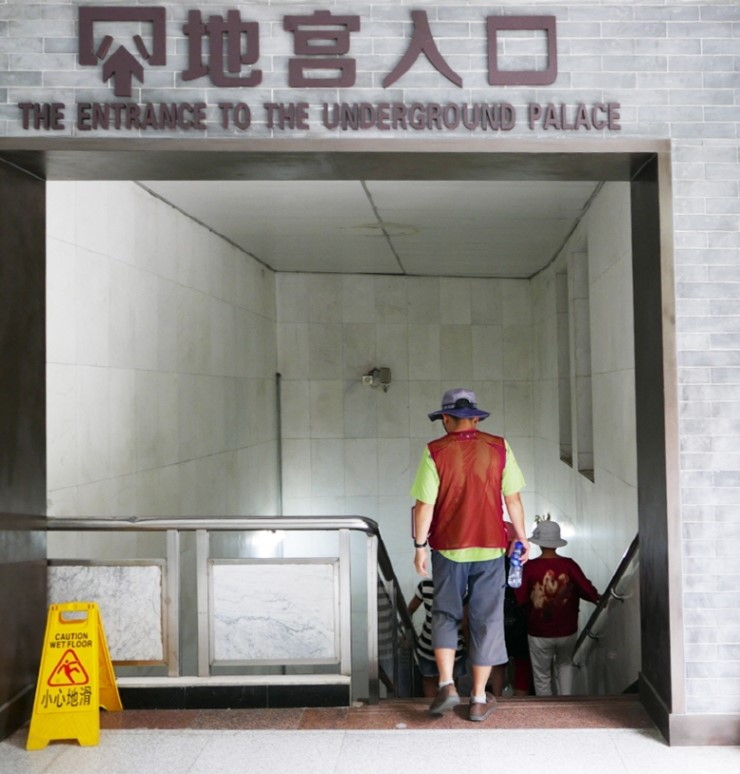 地宫入口
THE ENTRANCE TO THE UNDERGROUND PALACE
CAUTION
WET FLOOR
小心地滑